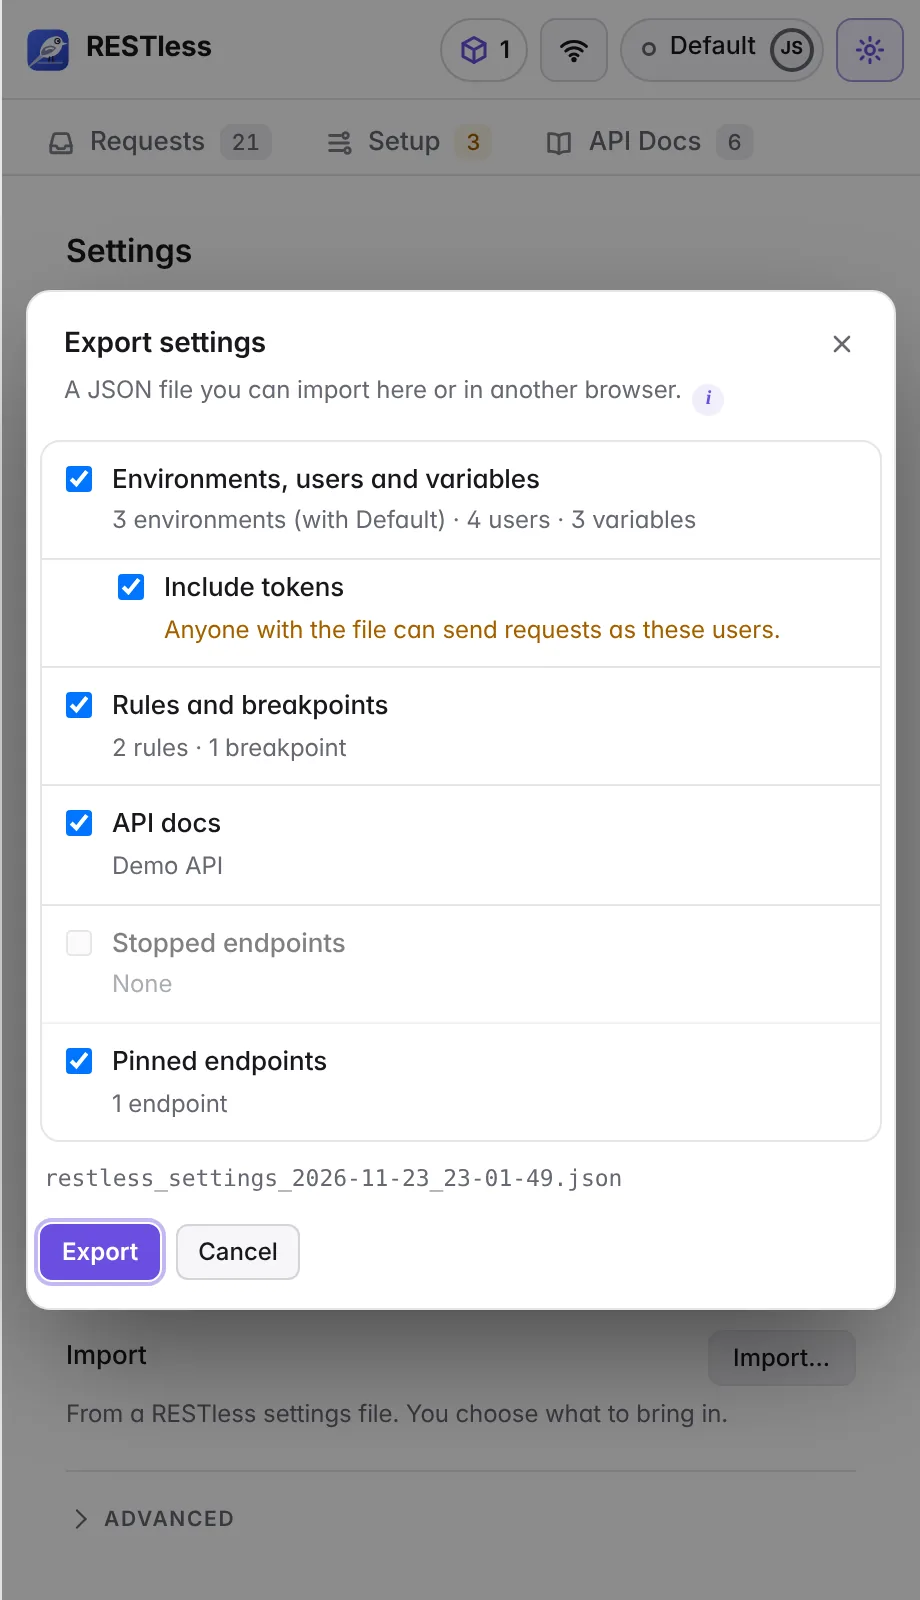 RESTless
1
Default
JS
Requests 21
Setup 3
API Docs 6
Settings
Export settings
A JSON file you can import here or in another browser. i
Environments, users and variables
3 environments (with Default) · 4 users · 3 variables
Include tokens
Anyone with the file can send requests as these users.
Rules and breakpoints
2 rules · 1 breakpoint
API docs
Demo API
Stopped endpoints
None
Pinned endpoints
1 endpoint
restless_settings_2026-11-23_23-01-49.json
Export
Cancel
Import
Import...
From a RESTless settings file. You choose what to bring in.
ADVANCED